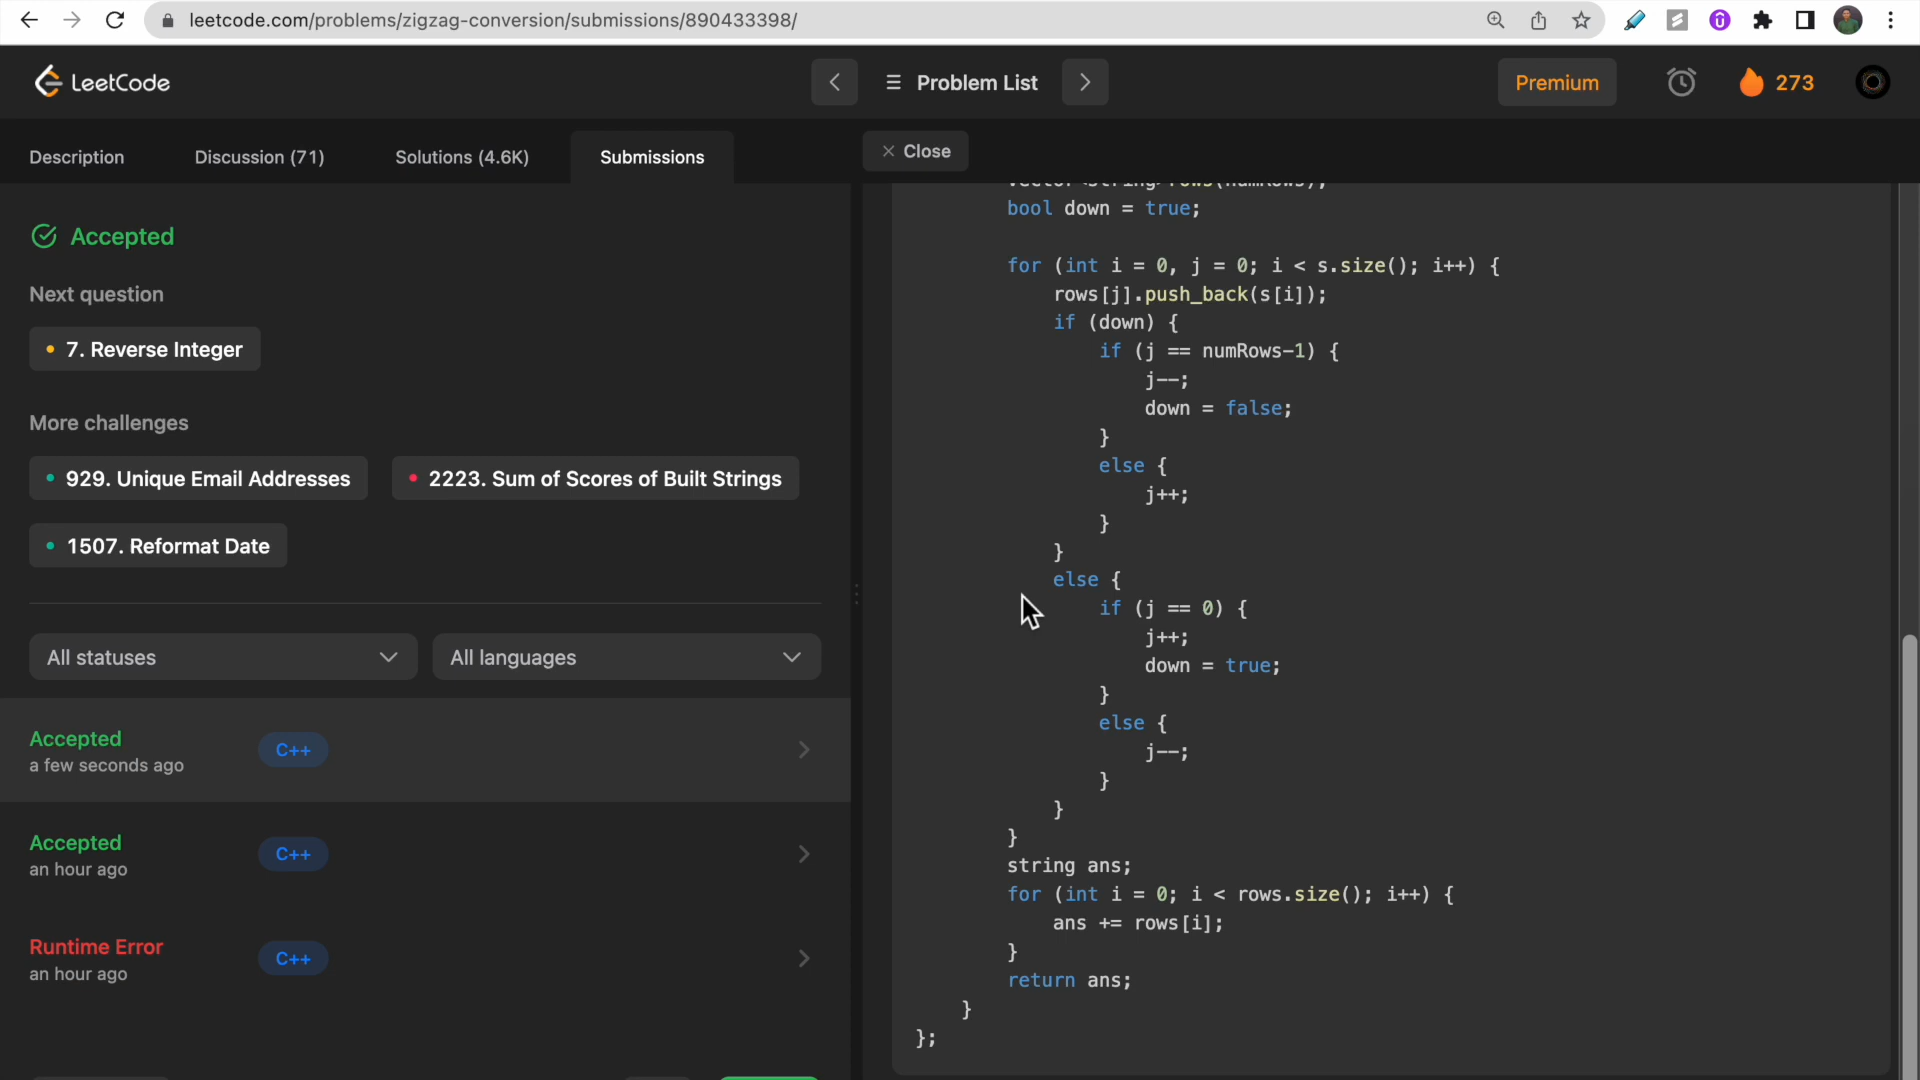 leetcode.com/problems/zigzag-conversion/submissions/890433398/
LeetCode
Problem List
Premium
273
Description
Discussion (71)
Solutions (4.6K)
Submissions
Close
Accepted
Next question
7. Reverse Integer
More challenges
929. Unique Email Addresses
2223. Sum of Scores of Built Strings
1507. Reformat Date
All statuses
All languages
Accepted
a few seconds ago
C++
Accepted
an hour ago
C++
Runtime Error
an hour ago
C++
vector<string> rows(numRows);
bool down = true;
for (int i = 0, j = 0; i < s.size(); i++) {
rows[j].push_back(s[i]);
if (down) {
if (j == numRows-1) {
j--;
down = false;
}
else {
j++;
}
}
else {
if (j == 0) {
j++;
down = true;
}
else {
j--;
}
}
}
string ans;
for (int i = 0; i < rows.size(); i++) {
ans += rows[i];
}
return ans;
}
};